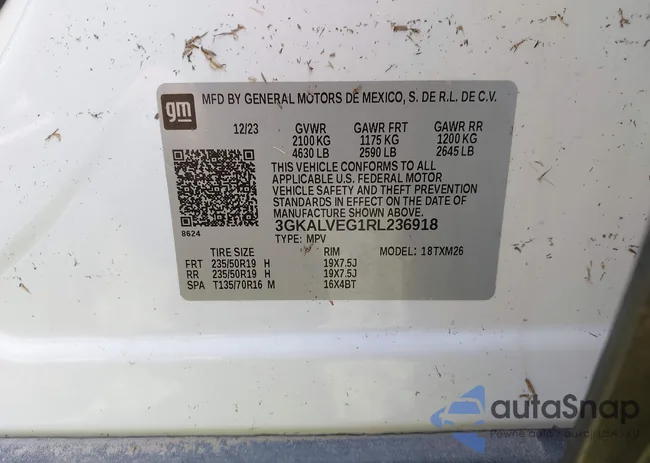 gm MFD BY GENERAL MOTORS DE MEXICO, S. DE R.L. DE C.V.
12/23 GVWR GAWR FRT GAWR RR
2100 KG 1175 KG 1200 KG
4630 LB 2590 LB 2645 LB
THIS VEHICLE CONFORMS TO ALL
APPLICABLE U.S. FEDERAL MOTOR
VEHICLE SAFETY AND THEFT PREVENTION
STANDARDS IN EFFECT ON THE DATE OF
MANUFACTURE SHOWN ABOVE.
8624 3GKALVEG1RL236918
TYPE: MPV MODEL: 18TXM26
TIRE SIZE RIM
FRT 235/50R19 H 19X7.5J
RR 235/50R19 H 19X7.5J
SPA T135/70R16 M 16X4BT
autoSnap